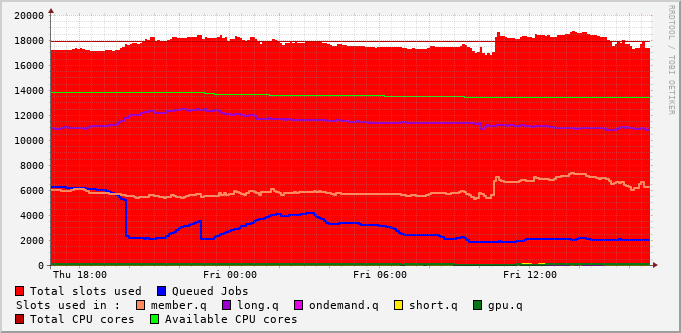 20000
18000
16000
14000
12000
10000
8000
6000
4000
2000
0
Thu 18:00 Fri 00:00 Fri 06:00 Fri 12:00
RRDTOOL / TOBI OETIKER
Total slots used Queued Jobs
Slots used in : member.q long.q ondemand.q short.q gpu.q
Total CPU cores Available CPU cores